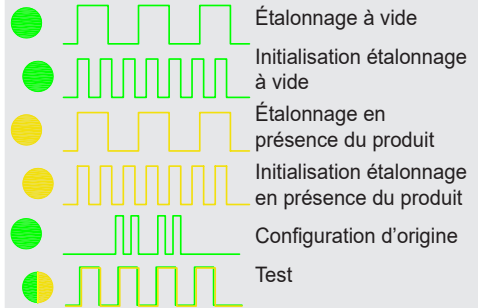 Étalonnage à vide
Initialisation étalonnage
à vide
Étalonnage en
présence du produit
Initialisation étalonnage
en présence du produit
Configuration d'origine
Test